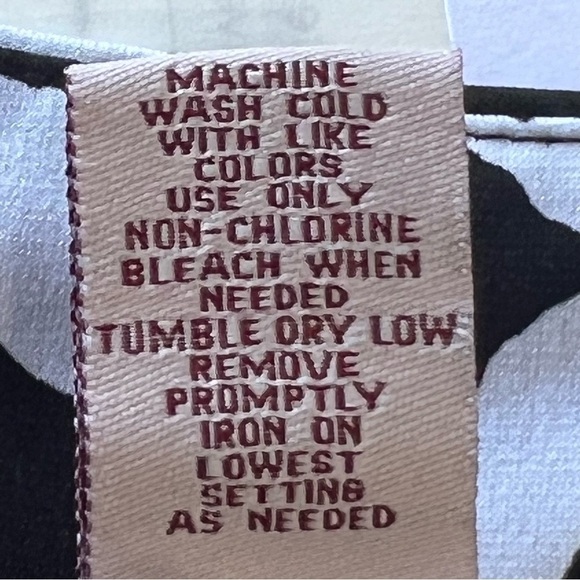 MACHINE
WASH COLD
WITH LIKE
COLORS
USE ONLY
NON-CHLORINE
BLEACH WHEN
NEEDED
TUMBLE DRY LOW
REMOVE
PROMPTLY
IRON ON
LOWEST
SETTING
AS NEEDED